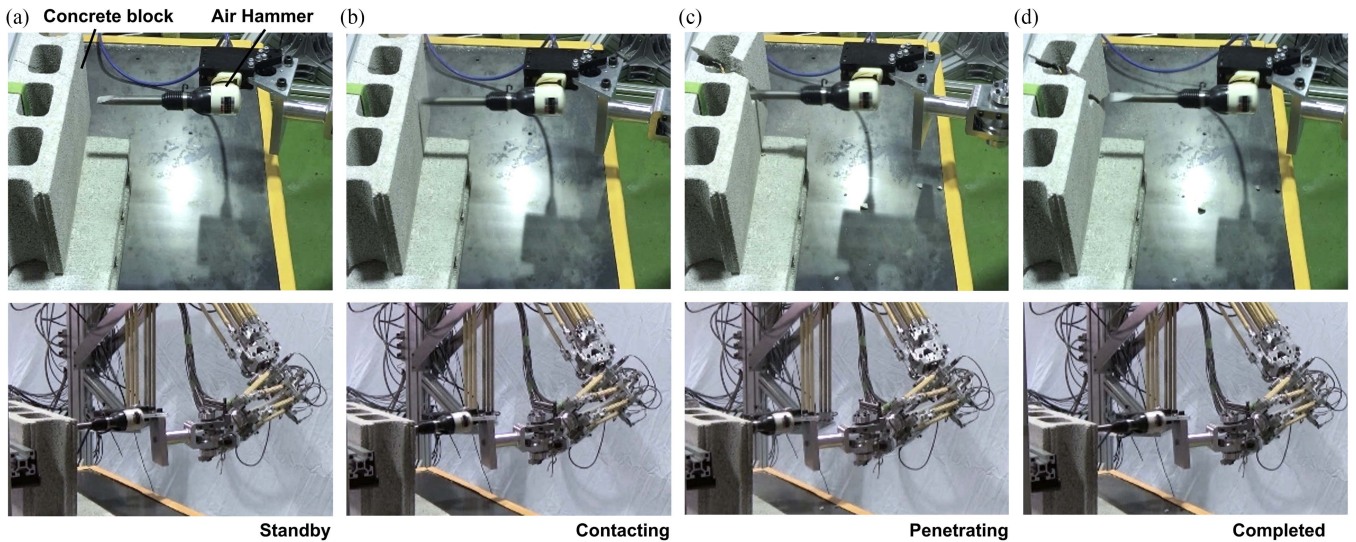 (a)
Concrete block
Air Hammer
(b)
(c)
(d)
Standby
Contacting
Penetrating
Completed